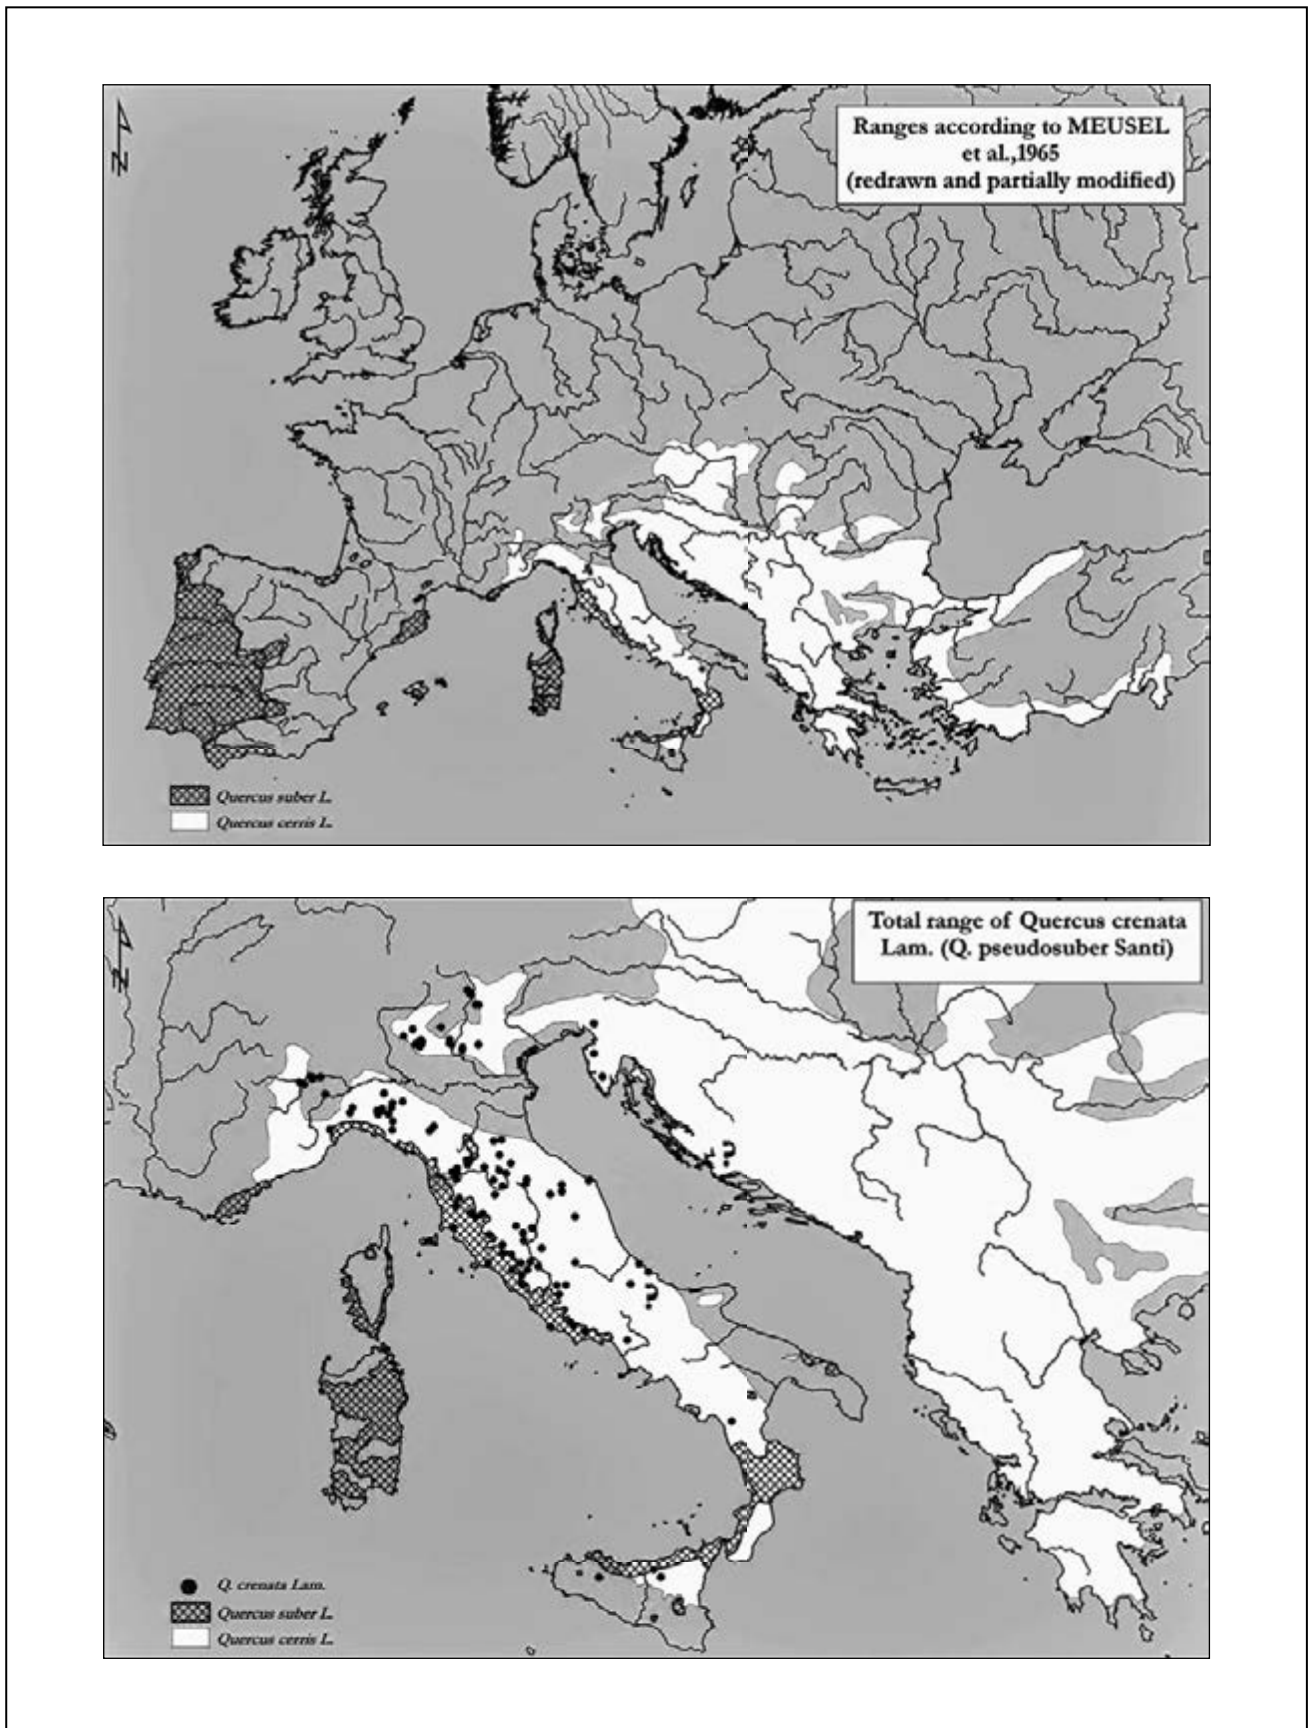 N
Ranges according to MEUSEL
et al.,1965
(redrawn and partially modified)
Quercus suber L.
Quercus cerris L.
N
Total range of Quercus crenata
Lam. (Q. pseudosuber Santi)
?
?
Q. crenata Lam.
Quercus suber L.
Quercus cerris L.